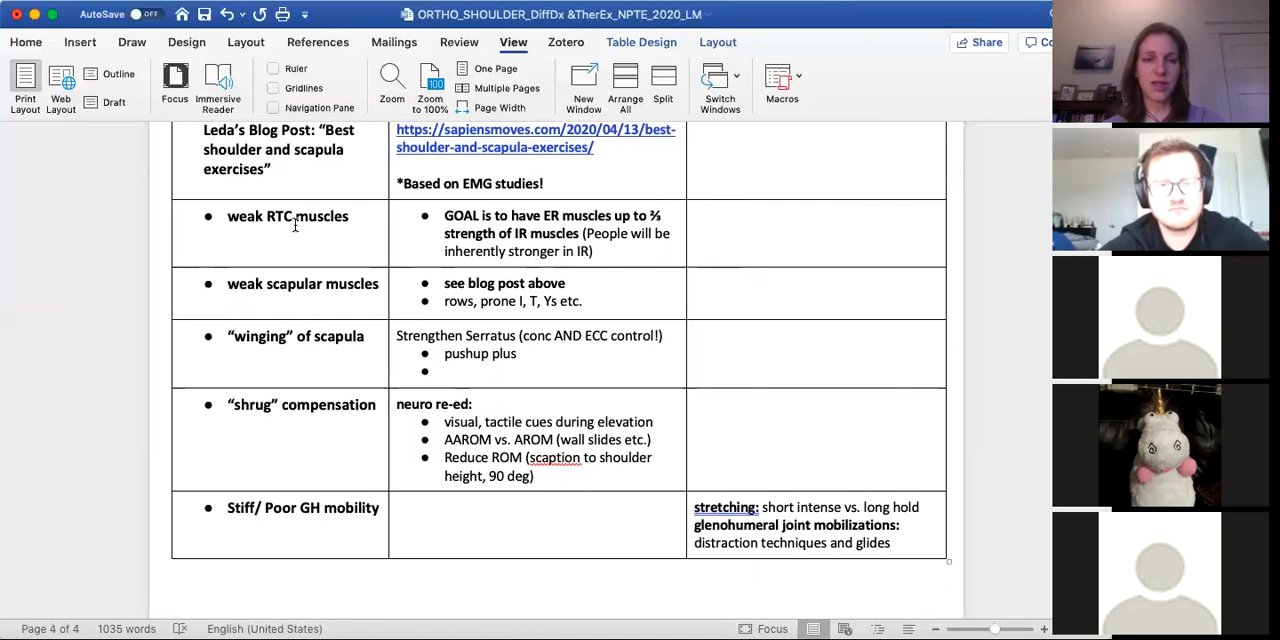 AutoSave OFF
ORTHO_SHOULDER_DiffDx &TherEx_NPTE_2020_LM
Home Insert Draw Design Layout References Mailings Review View Zotero Table Design Layout
Share
Co
Print Layout
Web Layout
Outline
Draft
Focus
Immersive Reader
Ruler
Gridlines
Navigation Pane
Zoom
Zoom to 100%
100
One Page
Multiple Pages
Page Width
New Window
Arrange All
Split
Switch Windows
Macros
Leda’s Blog Post: “Best
shoulder and scapula
exercises”
https://sapiensmoves.com/2020/04/13/best-
shoulder-and-scapula-exercises/
*Based on EMG studies!
● weak RTC muscles
● GOAL is to have ER muscles up to ⅔
strength of IR muscles (People will be
inherently stronger in IR)
● weak scapular muscles
● see blog post above
● rows, prone I, T, Ys etc.
● “winging” of scapula
Strengthen Serratus (conc AND ECC control!)
● pushup plus
●
● “shrug” compensation
neuro re-ed:
● visual, tactile cues during elevation
● AAROM vs. AROM (wall slides etc.)
● Reduce ROM (scaption to shoulder
height, 90 deg)
● Stiff/ Poor GH mobility
stretching: short intense vs. long hold
glenohumeral joint mobilizations:
distraction techniques and glides
Page 4 of 4 1035 words English (United States) Focus